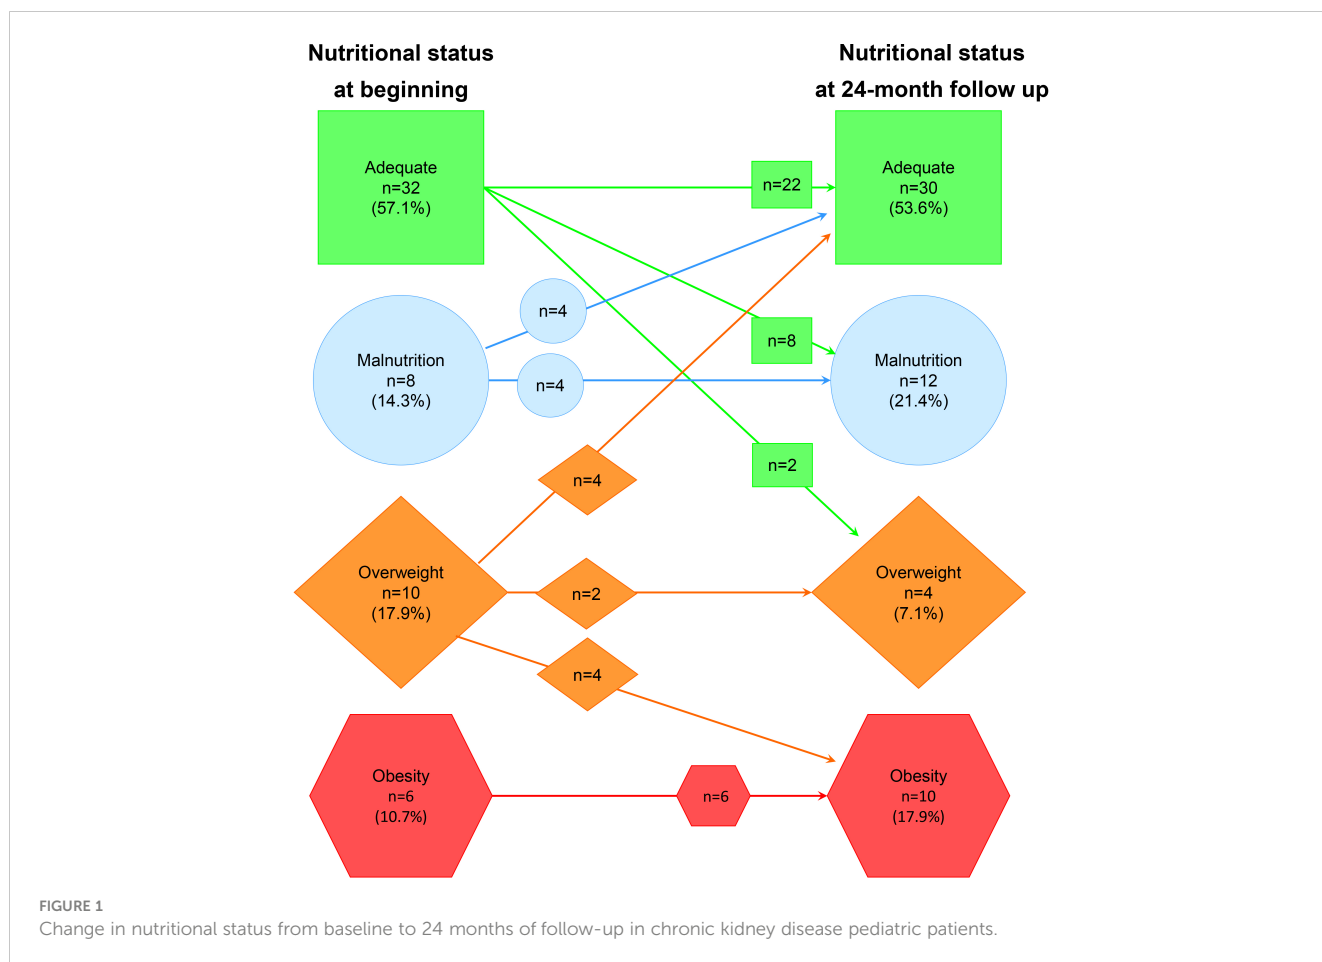 Nutritional status
at beginning
Nutritional status
at 24-month follow up
Adequate
n=32
(57.1%)
n=22
Adequate
n=30
(53.6%)
n=4
n=8
Malnutrition
n=8
(14.3%)
n=4
Malnutrition
n=12
(21.4%)
n=4
n=2
Overweight
n=10
(17.9%)
n=2
Overweight
n=4
(7.1%)
n=4
Obesity
n=6
(10.7%)
n=6
Obesity
n=10
(17.9%)
FIGURE 1
Change in nutritional status from baseline to 24 months of follow-up in chronic kidney disease pediatric patients.